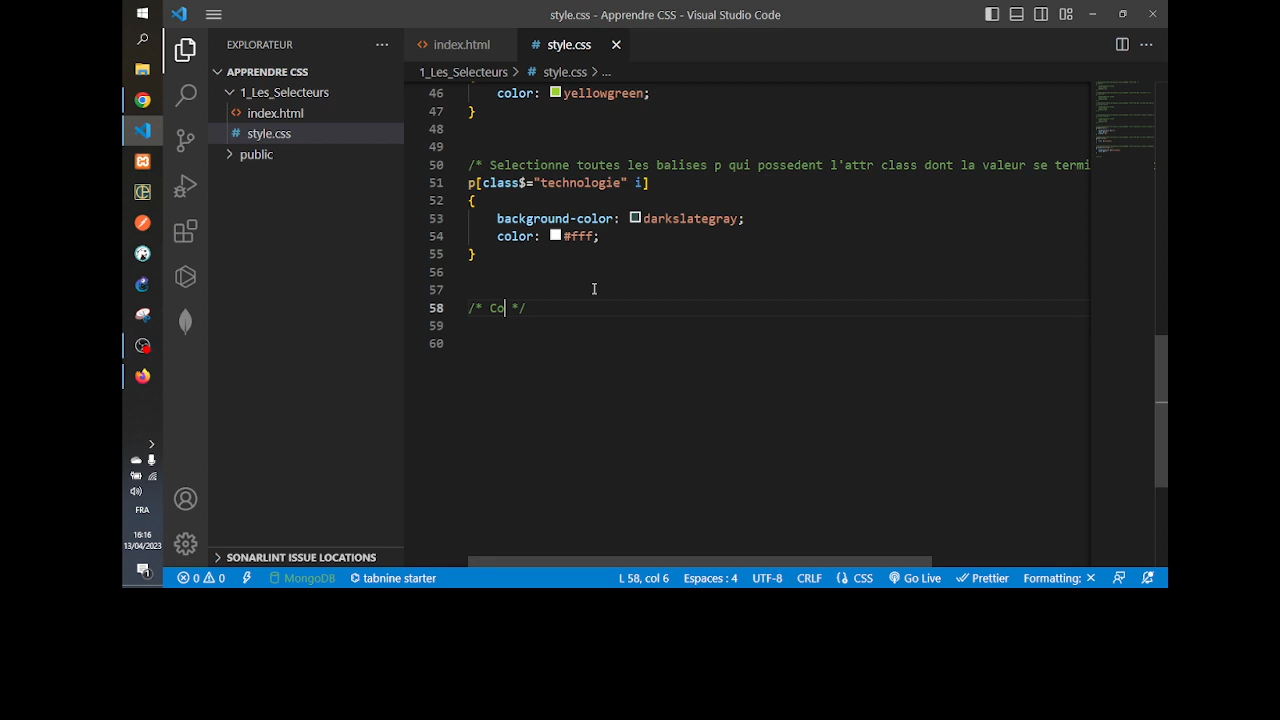 style.css - Apprendre CSS - Visual Studio Code
EXPLORATEUR
index.html
style.css
APPRENDRE CSS
1_Les_Selecteurs
style.css
...
1_Les_Selecteurs
index.html
style.css
public
46 color: yellowgreen;
47 }
48
49
50 /* Selectionne toutes les balises p qui possedent l'attr class dont la valeur se termi
51 p[class$="technologie" i]
52 {
53 background-color: darkslategray;
54 color: #fff;
55 }
56
57
58 /* Co */
59
60
FRA
16:16
13/04/2023
SONARLINT ISSUE LOCATIONS
0 0 MongoDB tabnine starter L 58, col 6 Espaces : 4 UTF-8 CRLF CSS Go Live Prettier Formatting: ×